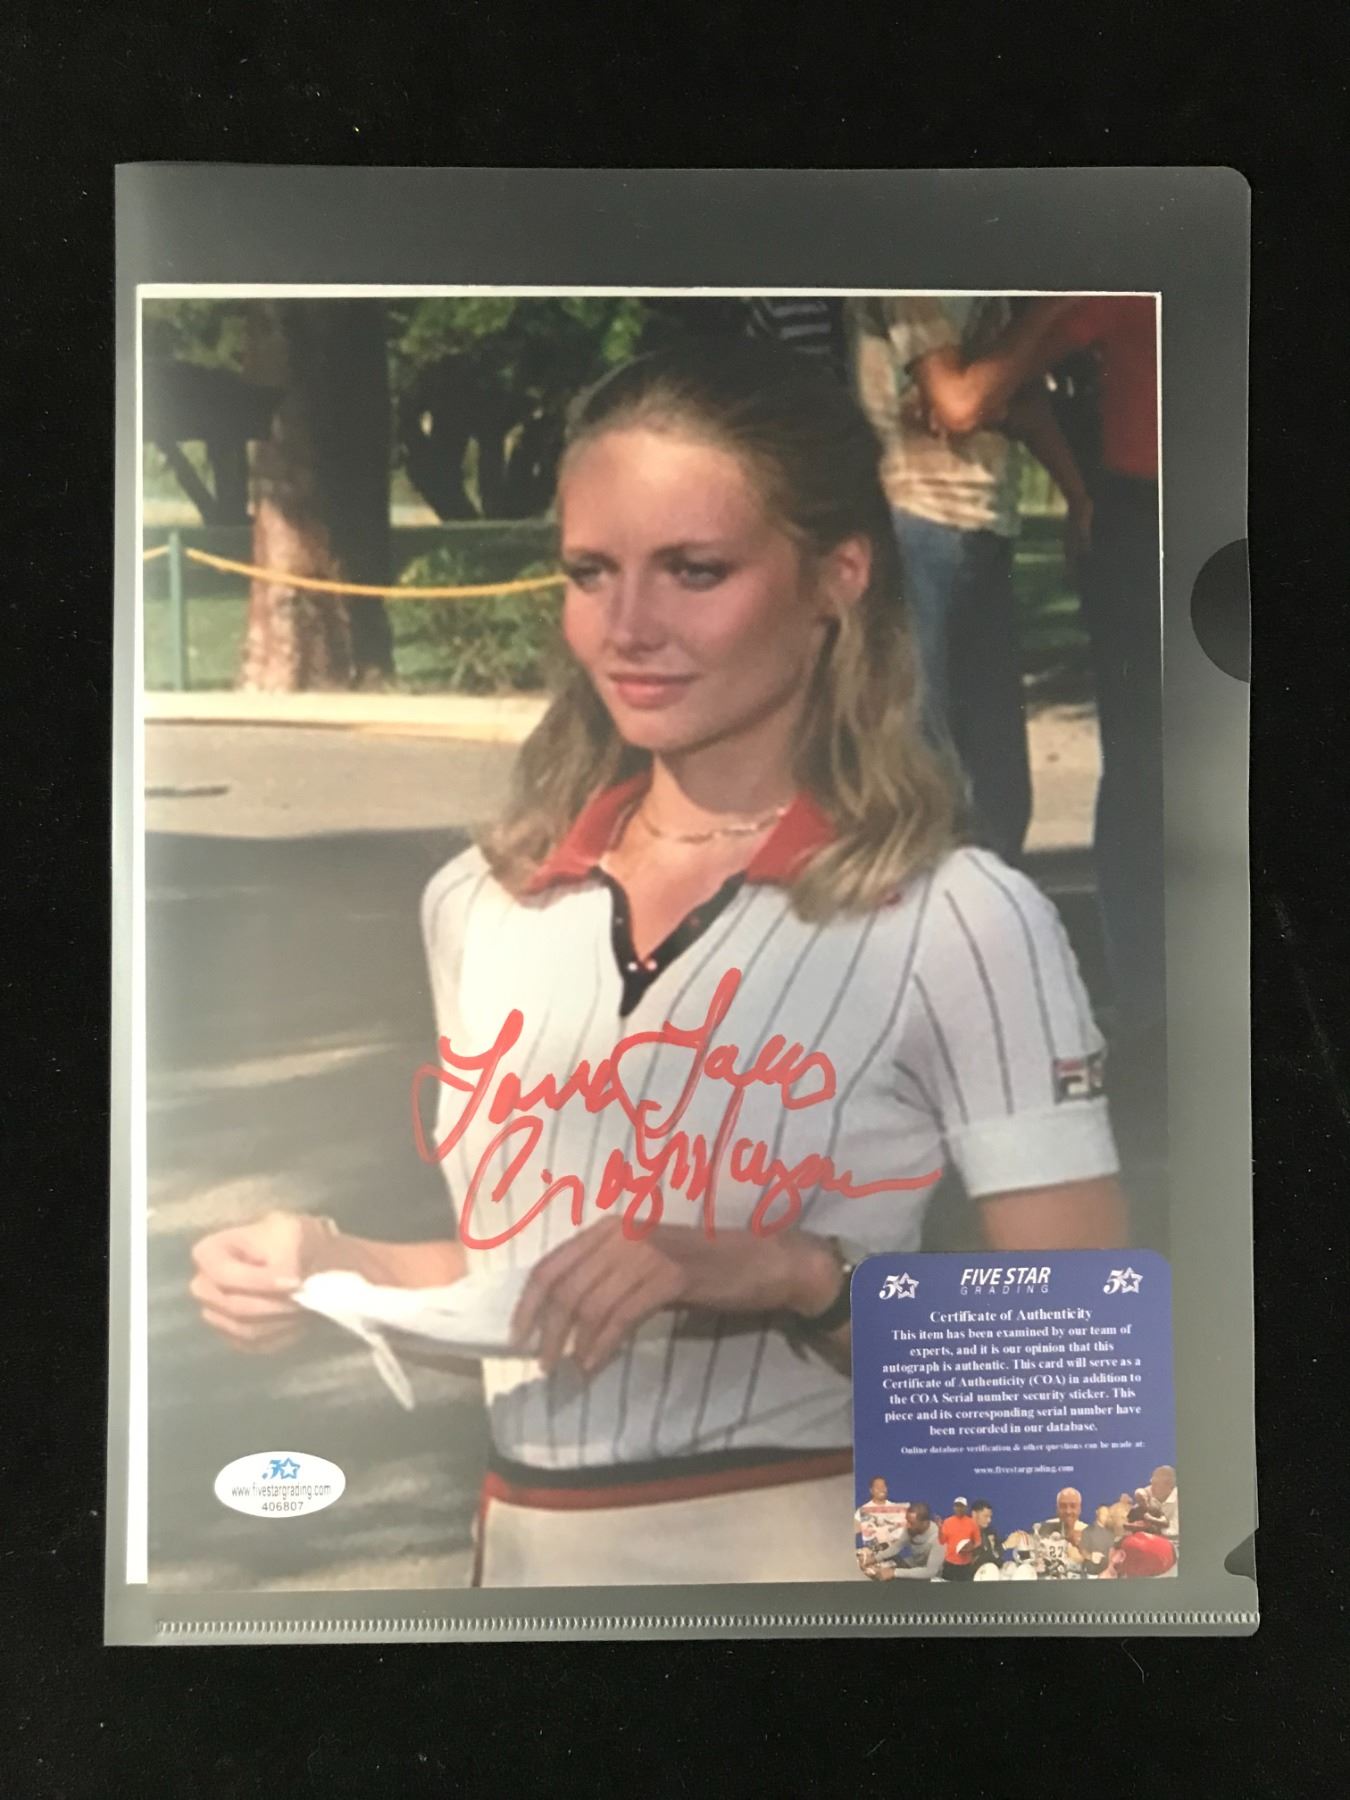 FIVE STAR
GRADING
Certificate of Authenticity
This item has been examined by our team of
experts, and it is our opinion that this
autograph is authentic. This card will serve as a
Certificate of Authenticity (COA) in addition to
the COA Serial number security sticker. This
piece and its corresponding serial number have
been recorded in our database.
Online database verification & other questions can be made at:
www.fivestargrading.com
27
5
www.fivestargrading.com
406807